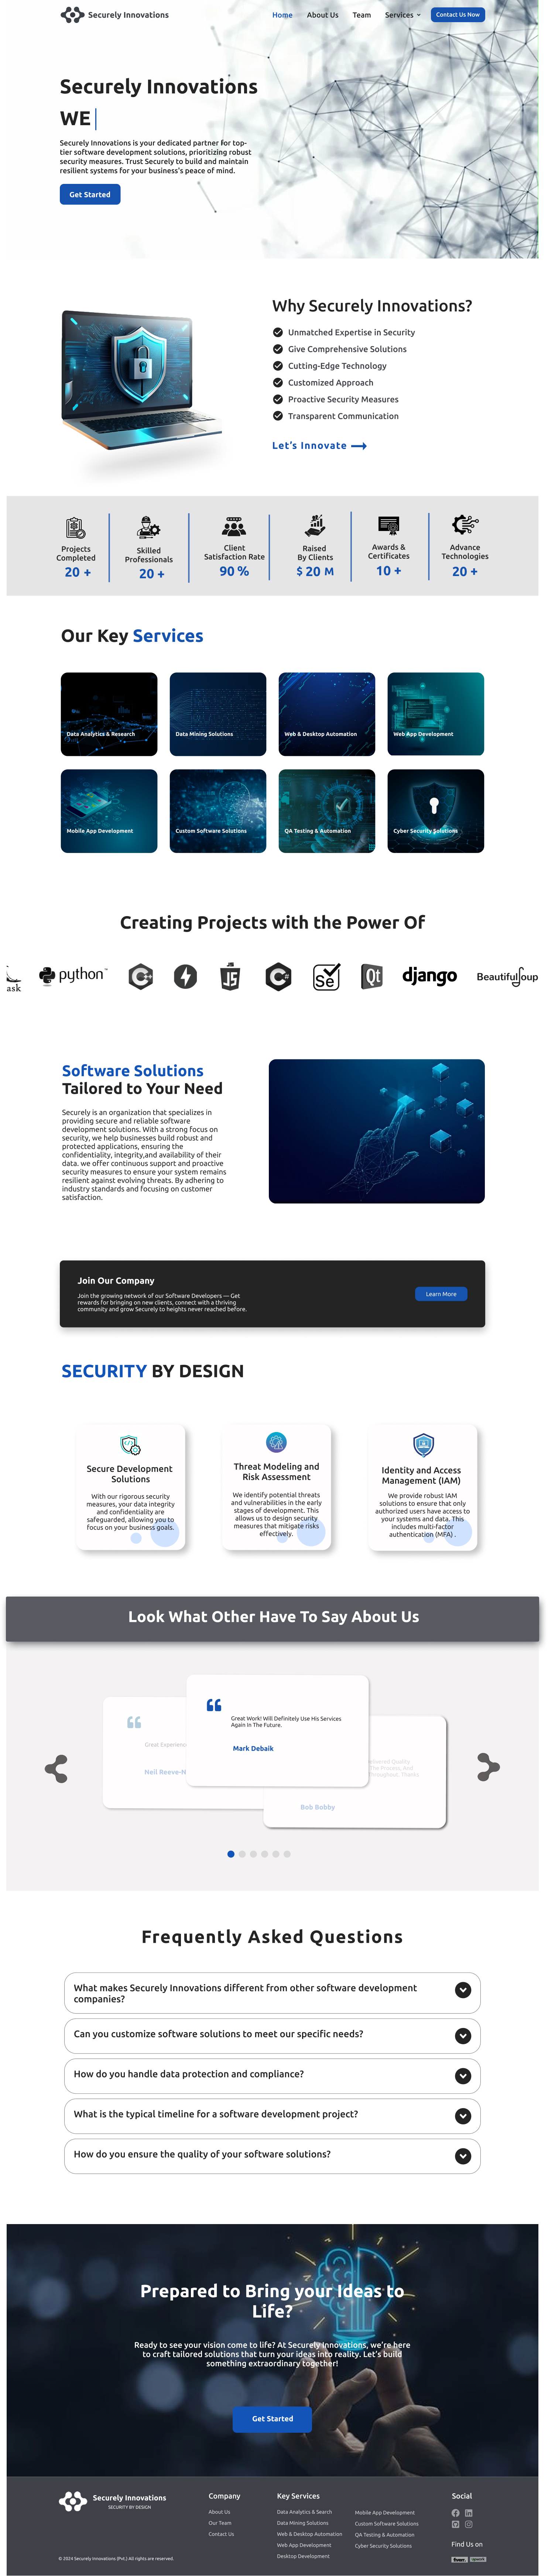 Securely Innovations
Home About Us Team Services Contact Us Now
Securely Innovations
WE
Securely Innovations is your dedicated partner for top-
tier software development solutions, prioritizing robust
security measures. Trust Securely to build and maintain
resilient systems for your business's peace of mind.
Get Started
Why Securely Innovations?
Unmatched Expertise in Security
Give Comprehensive Solutions
Cutting-Edge Technology
Customized Approach
Proactive Security Measures
Transparent Communication
Let's Innovate
Projects
Completed
20 +
Skilled
Professionals
20 +
Client
Satisfaction Rate
90 %
Raised
By Clients
$ 20 M
Awards &
Certificates
10 +
Advance
Technologies
20 +
Our Key Services
Data Analytics & Research
Data Mining Solutions
Web & Desktop Automation
Web App Development
Mobile App Development
Custom Software Solutions
QA Testing & Automation
Cyber Security Solutions
Creating Projects with the Power Of
ask
python
JS
Se
Qt
django
BeautifulSoup
Software Solutions
Tailored to Your Need
Securely is an organization that specializes in
providing secure and reliable software
development solutions. With a strong focus on
security, we help businesses build robust and
protected applications, ensuring the
confidentiality, integrity,and availability of their
data. we offer continuous support and proactive
security measures to ensure your system remains
resilient against evolving threats. By adhering to
industry standards and focusing on customer
satisfaction.
Join Our Company
Join the growing network of our Software Developers — Get
rewards for bringing on new clients, connect with a thriving
community and grow Securely to heights never reached before.
Learn More
SECURITY BY DESIGN
Secure Development
Solutions
With our rigorous security
measures, your data integrity
and confidentiality are
safeguarded, allowing you to
focus on your business goals.
Threat Modeling and
Risk Assessment
We identify potential threats
and vulnerabilities in the early
stages of development. This
allows us to design security
measures that mitigate risks
effectively.
Identity and Access
Management (IAM)
We provide robust IAM
solutions to ensure that only
authorized users have access to
your systems and data. This
includes multi-factor
authentication (MFA) .
Look What Other Have To Say About Us
Great Experienc
Neil Reeve-N
Great Work! Will Definitely Use His Services
Again In The Future.
Mark Debaik
Quality
The Process, And
Throughout. Thanks
Bob Bobby
Frequently Asked Questions
What makes Securely Innovations different from other software development
companies?
Can you customize software solutions to meet our specific needs?
How do you handle data protection and compliance?
What is the typical timeline for a software development project?
How do you ensure the quality of your software solutions?
Prepared to Bring your Ideas to
Life?
Ready to see your vision come to life? At Securely Innovations, we're here
to craft tailored solutions that turn your ideas into reality. Let's build
something extraordinary together!
Get Started
Securely Innovations
SECURITY BY DESIGN
© 2024 Securely Innovations (Pvt.) All rights are reserved.
Company
About Us
Our Team
Contact Us
Key Services
Data Analytics & Search
Data Mining Solutions
Web & Desktop Automation
Web App Development
Desktop Development
Mobile App Development
Custom Software Solutions
QA Testing & Automation
Cyber Security Solutions
Social
Find Us on